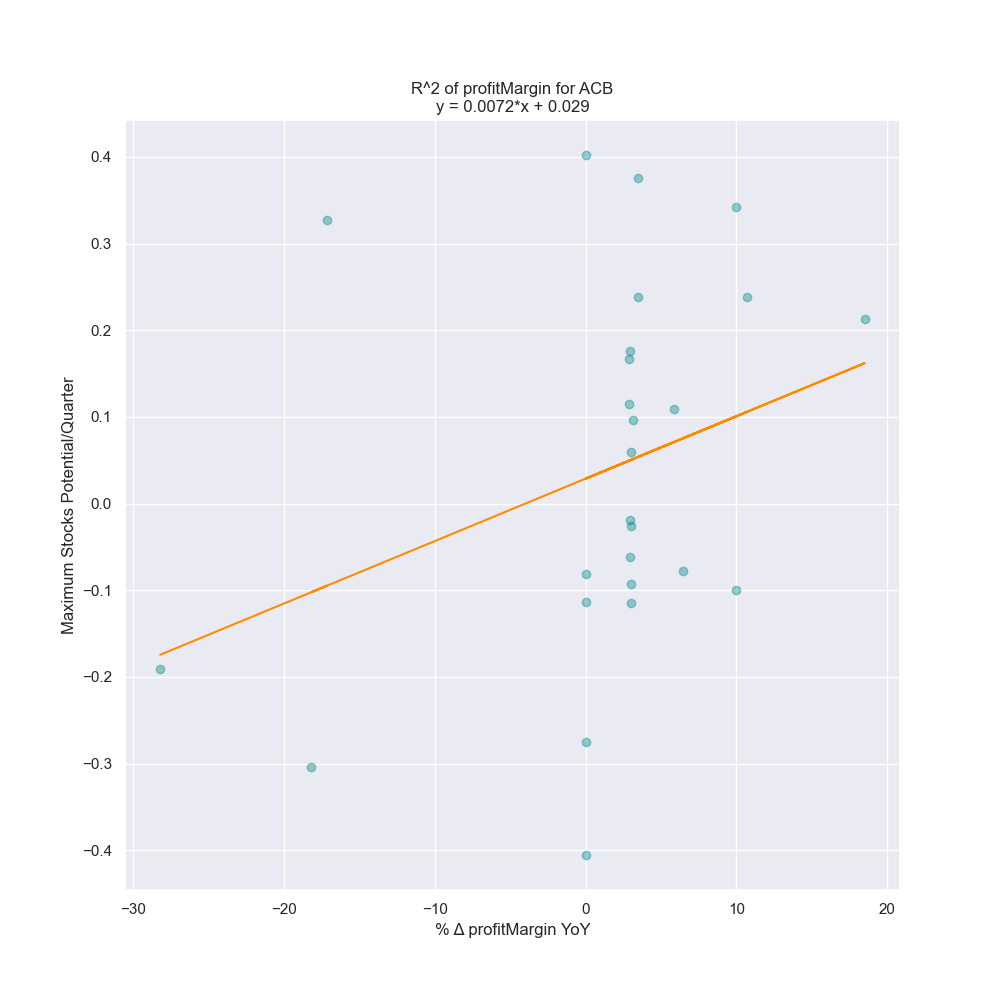 R^2 of profitMargin for ACB
y = 0.0072*x + 0.029
0.4
0.3
0.2
0.1
0.0
−0.1
−0.2
−0.3
−0.4
Maximum Stocks Potential/Quarter
−30 −20 −10 0 10 20
% Δ profitMargin YoY